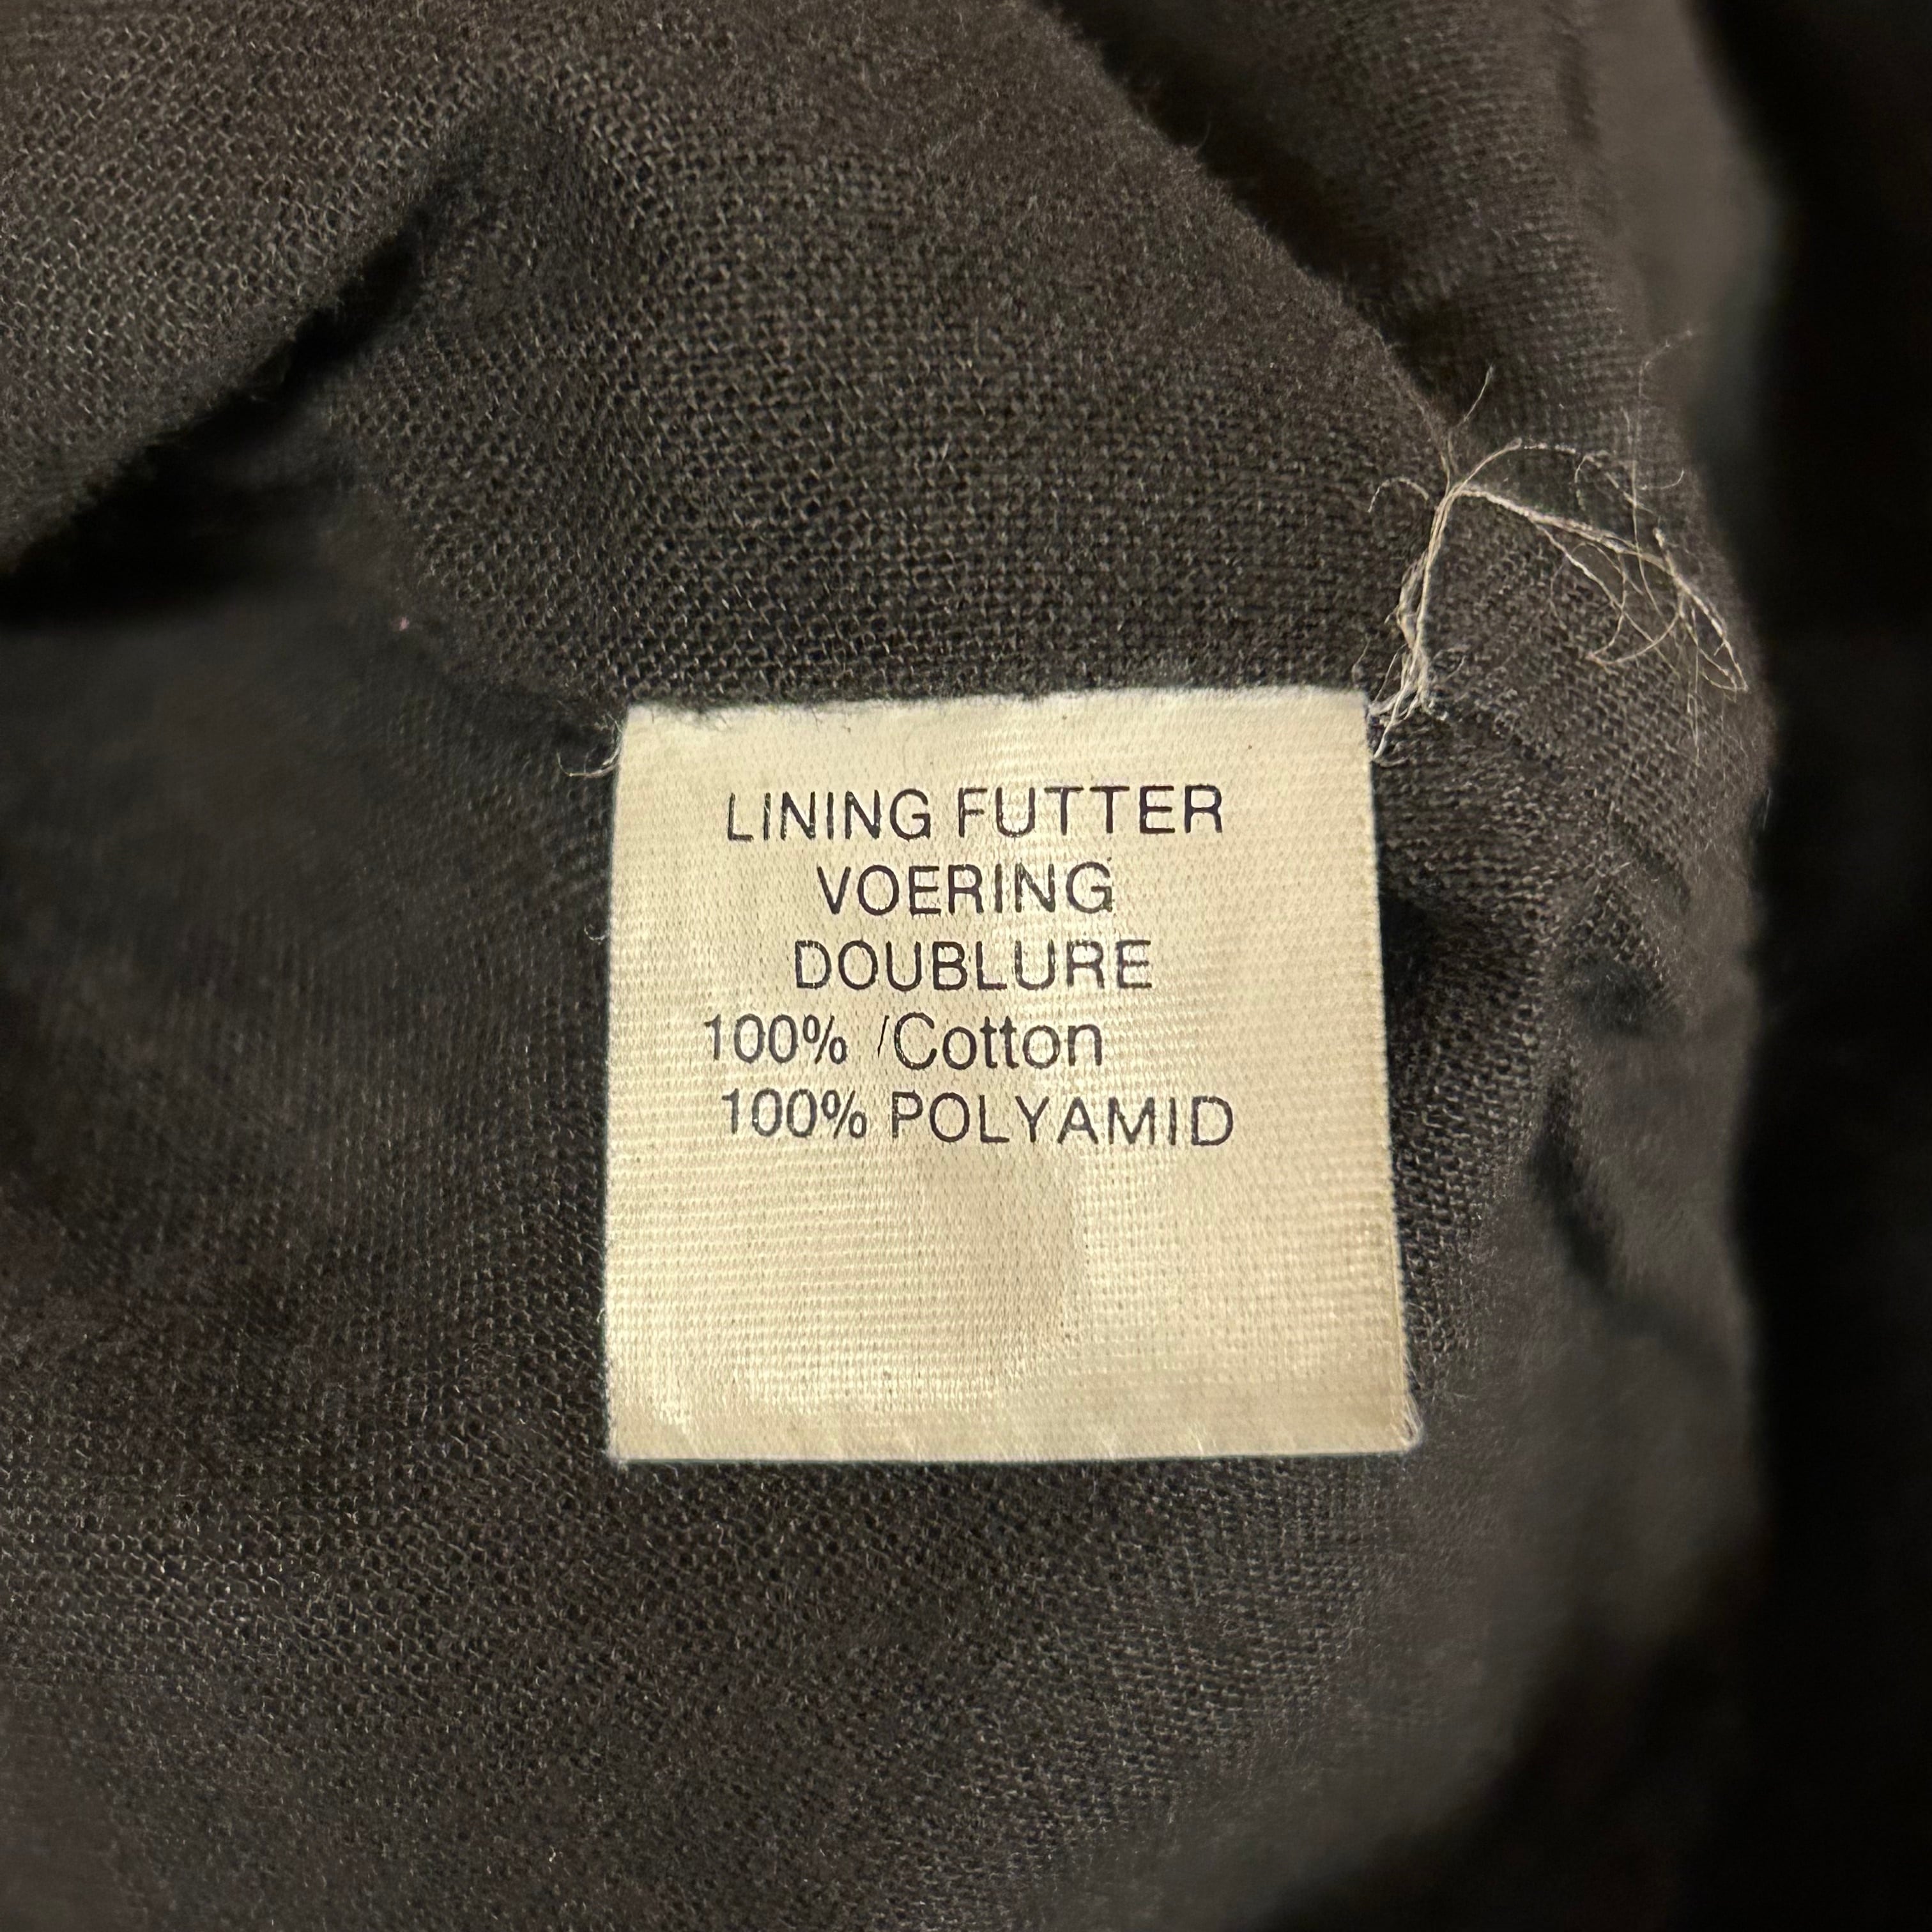 LINING FUTTER
VOERING
DOUBLURE
100% /Cotton
100% POLYAMID